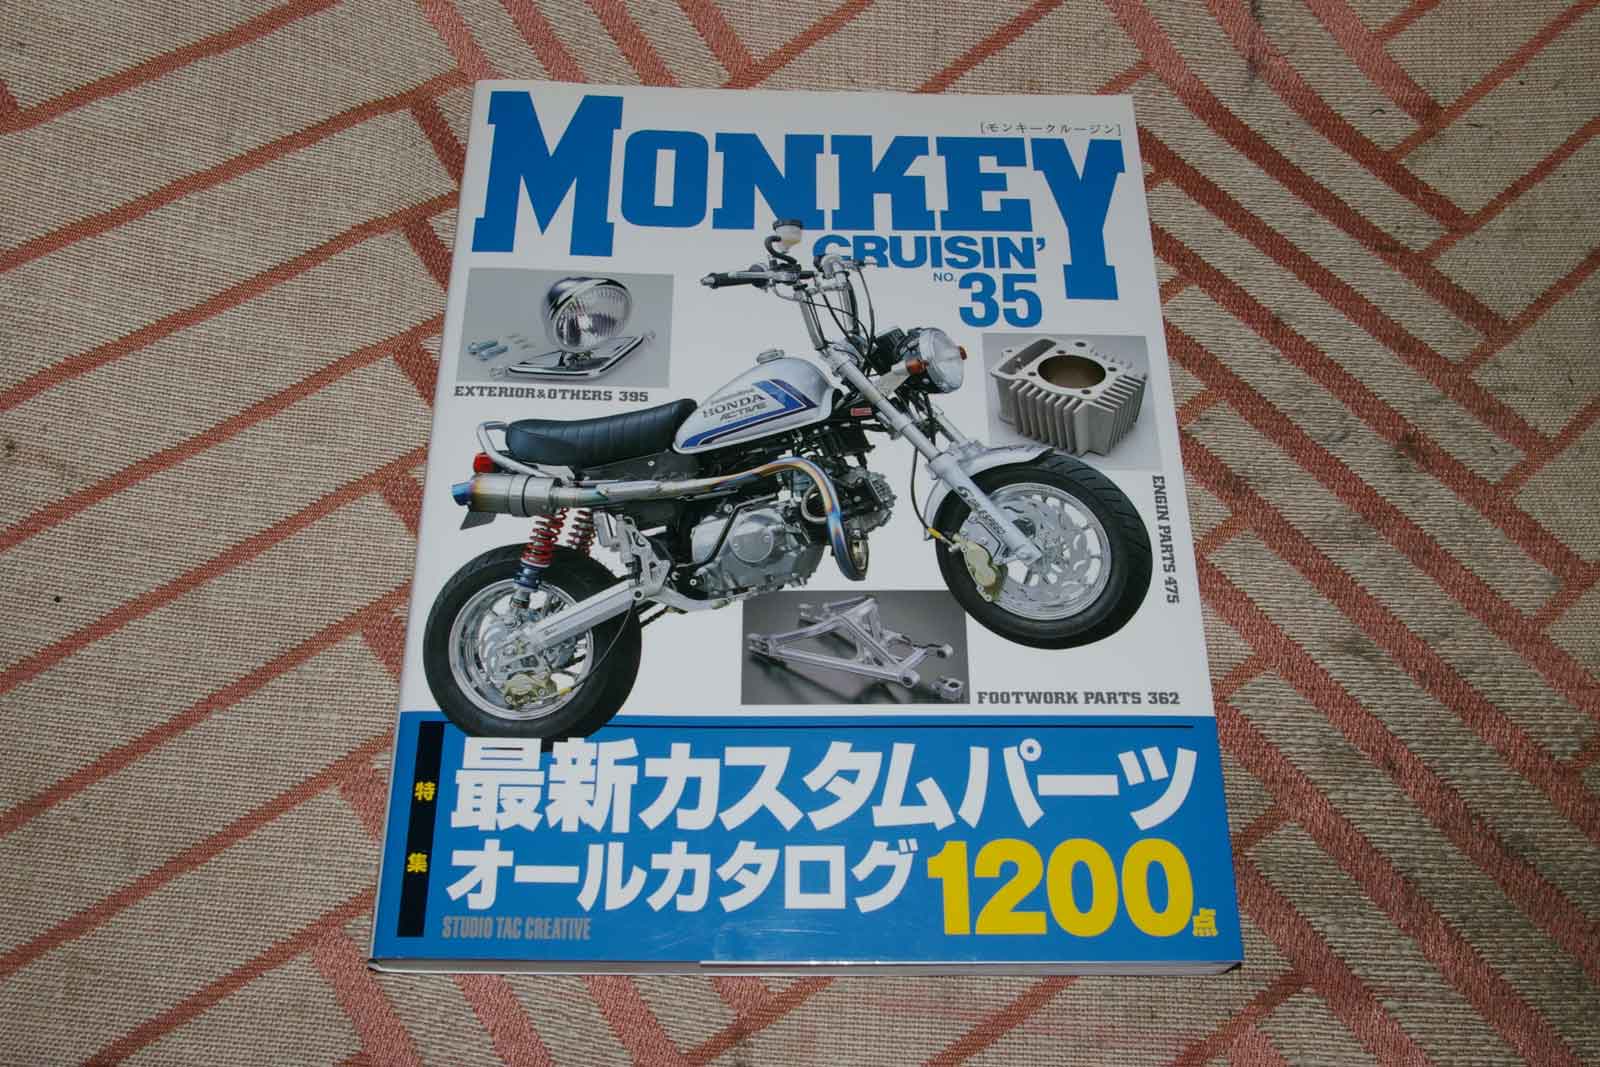 MONKEY
[モンキークルージン]
CRUISIN'
NO. 35
EXTERIOR&OTHERS 395
HONDA
ACTIVE
ENGIN PARTS 475
FOOTWORK PARTS 362
特集
最新カスタムパーツ
オールカタログ1200点
STUDIO TAC CREATIVE